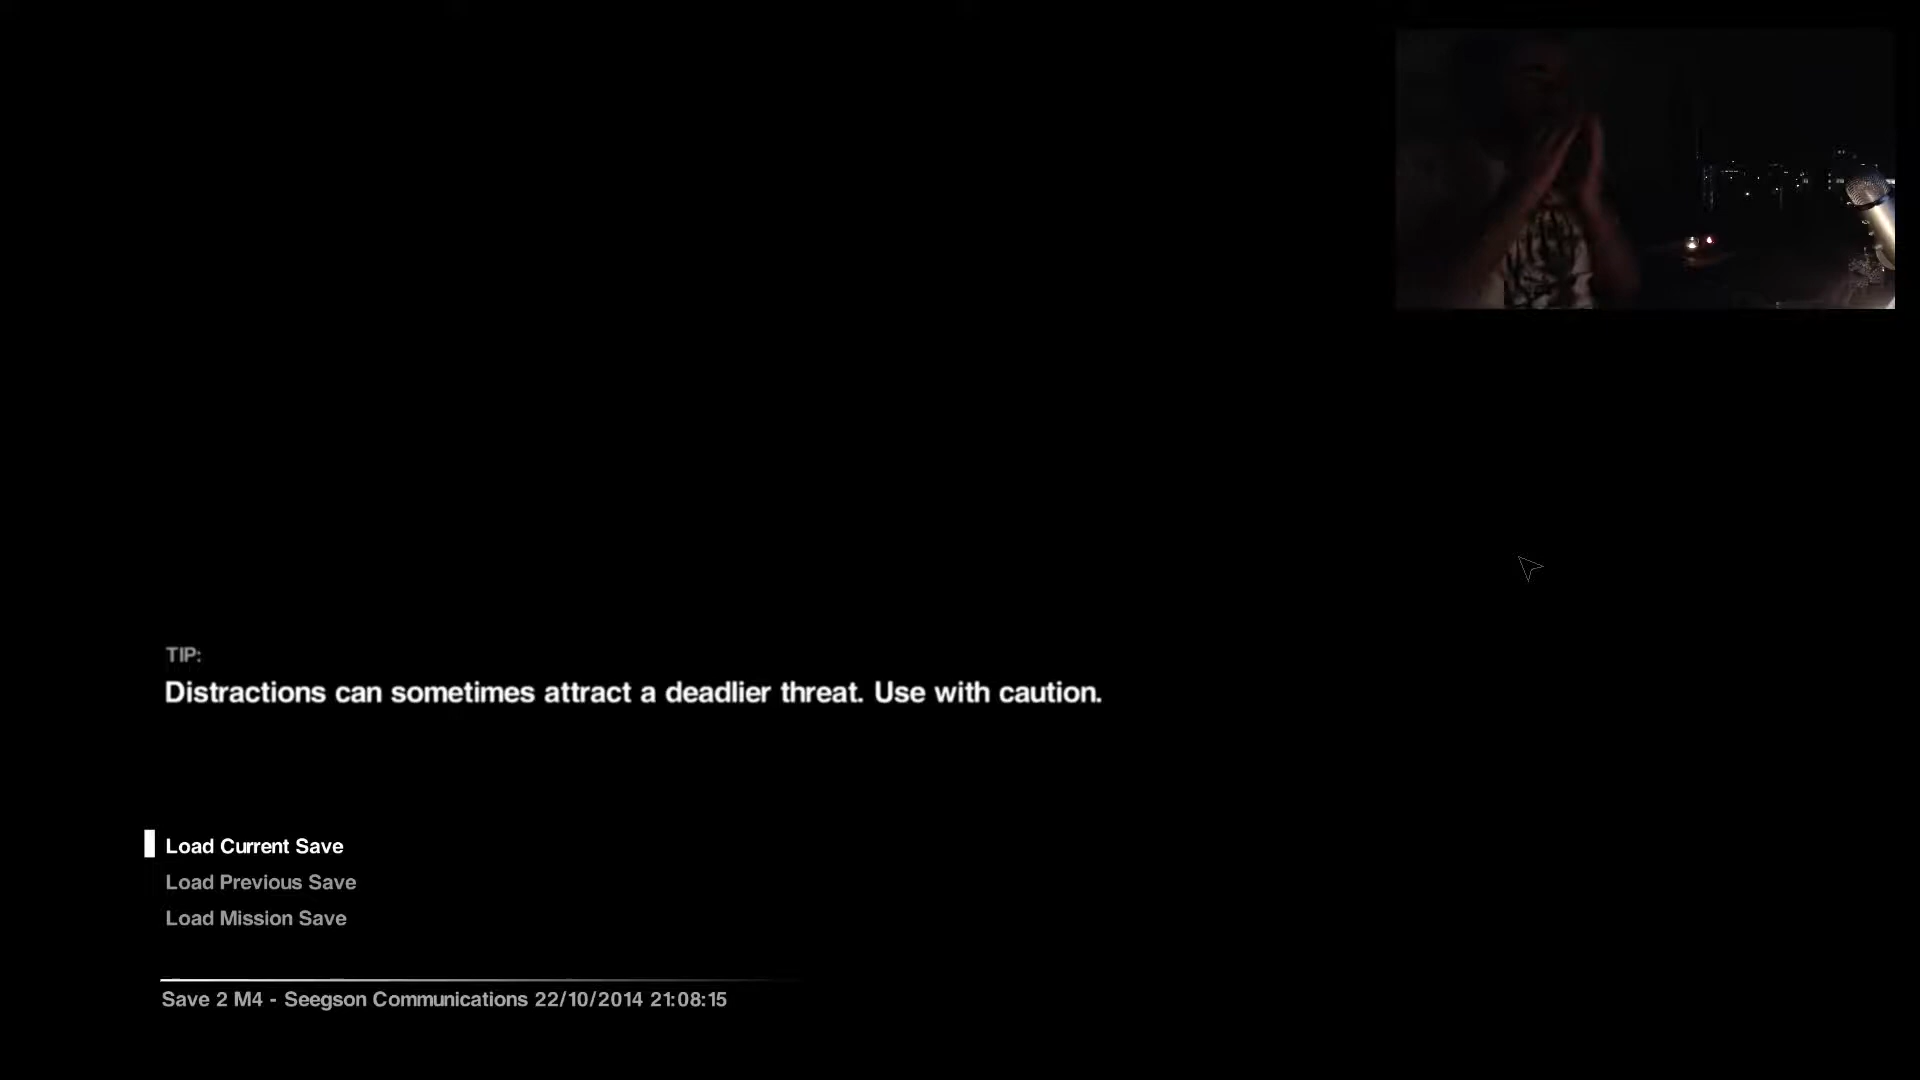 TIP:
Distractions can sometimes attract a deadlier threat. Use with caution.
Load Current Save
Load Previous Save
Load Mission Save
Save 2 M4 - Seegson Communications 22/10/2014 21:08:15